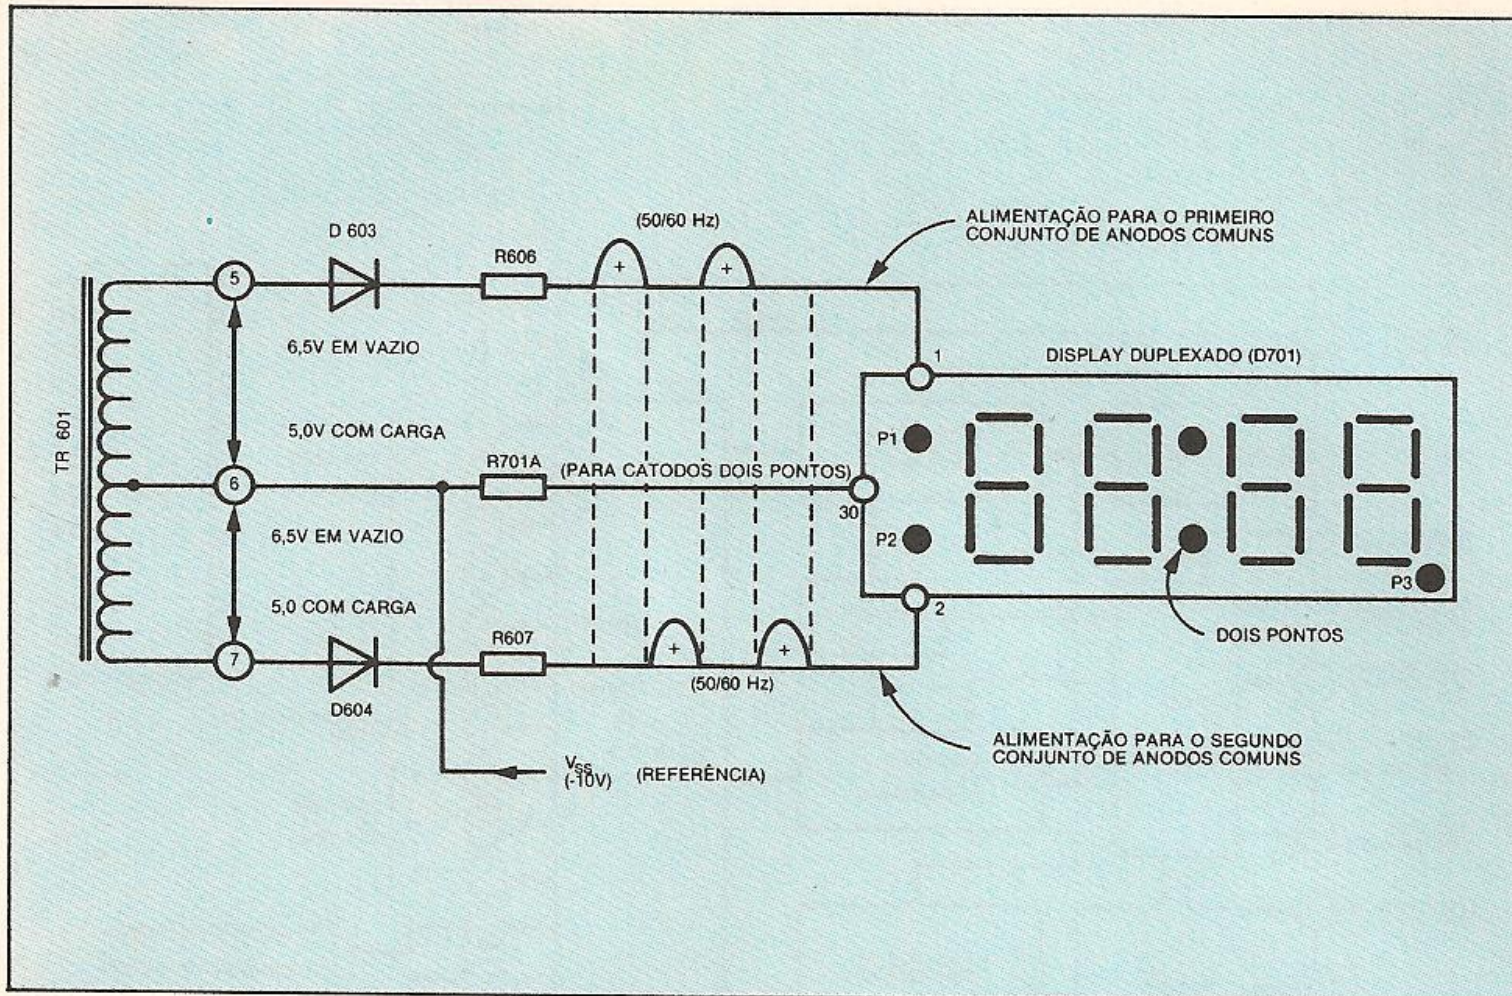 (50/60 Hz)
D 603
R606
ALIMENTAÇÃO PARA O PRIMEIRO
CONJUNTO DE ANODOS COMUNS
5
+
+
6,5V EM VAZIO
1
DISPLAY DUPLEXADO (D701)
TR 601
5,0V COM CARGA
P1
R701A
(PARA CATODOS DOIS PONTOS)
6
30
6,5V EM VAZIO
P2
5,0 COM CARGA
P3
2
R607
+
+
DOIS PONTOS
7
(50/60 Hz)
D604
ALIMENTAÇÃO PARA O SEGUNDO
CONJUNTO DE ANODOS COMUNS
VSS
(-10V)
(REFERÊNCIA)